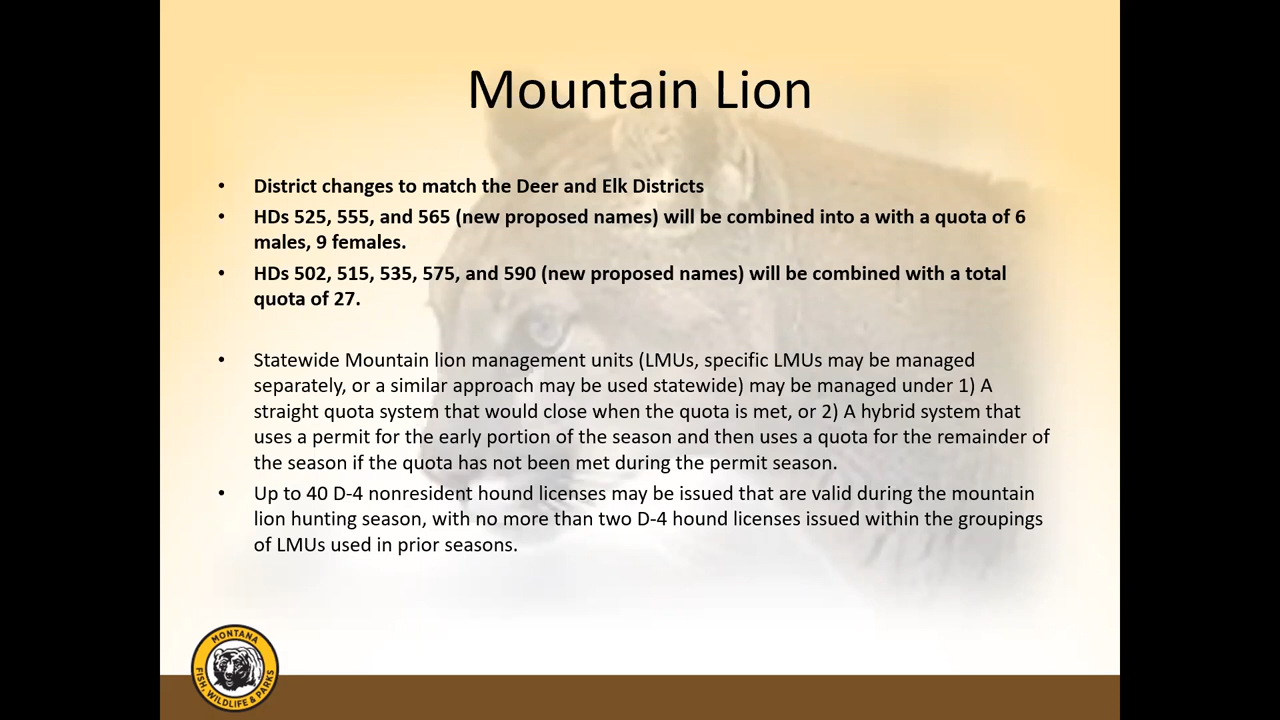 Mountain Lion
• District changes to match the Deer and Elk Districts
• HDs 525, 555, and 565 (new proposed names) will be combined into a with a quota of 6
males, 9 females.
• HDs 502, 515, 535, 575, and 590 (new proposed names) will be combined with a total
quota of 27.
• Statewide Mountain lion management units (LMUs, specific LMUs may be managed
separately, or a similar approach may be used statewide) may be managed under 1) A
straight quota system that would close when the quota is met, or 2) A hybrid system that
uses a permit for the early portion of the season and then uses a quota for the remainder of
the season if the quota has not been met during the permit season.
• Up to 40 D-4 nonresident hound licenses may be issued that are valid during the mountain
lion hunting season, with no more than two D-4 hound licenses issued within the groupings
of LMUs used in prior seasons.
MONTANA
FISH, WILDLIFE & PARKS